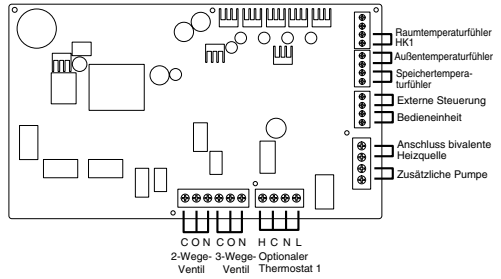 Raumtemperaturfühler
HK1
Außentemperaturfühler
Speichertempera-
turfühler
Externe Steuerung
Bedieneinheit
Anschluss bivalente
Heizquelle
Zusätzliche Pumpe
C O N C O N H C N L
2-Wege- 3-Wege- Optionaler
Ventil Ventil Thermostat 1